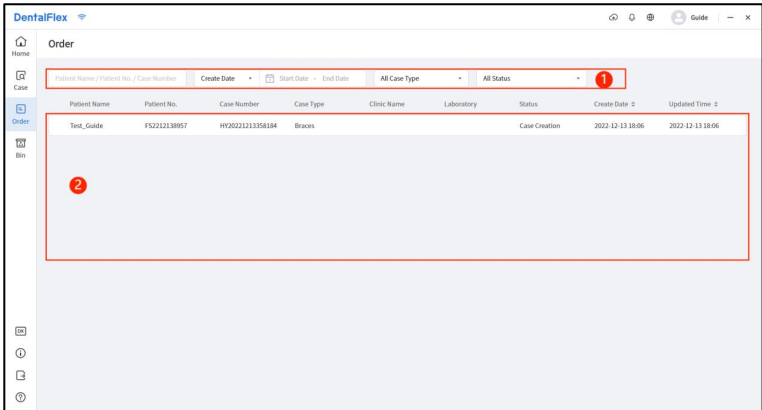 DentalFlex
Guide
Home
Case
Order
Bin
DX
Order
Patient Name / Patient No. / Case Number Create Date Start Date - End Date All Case Type All Status 1
Patient Name Patient No. Case Number Case Type Clinic Name Laboratory Status Create Date Updated Time
Test_Guide FS2212138957 HY20221213358184 Braces Case Creation 2022-12-13 18:06 2022-12-13 18:06
2